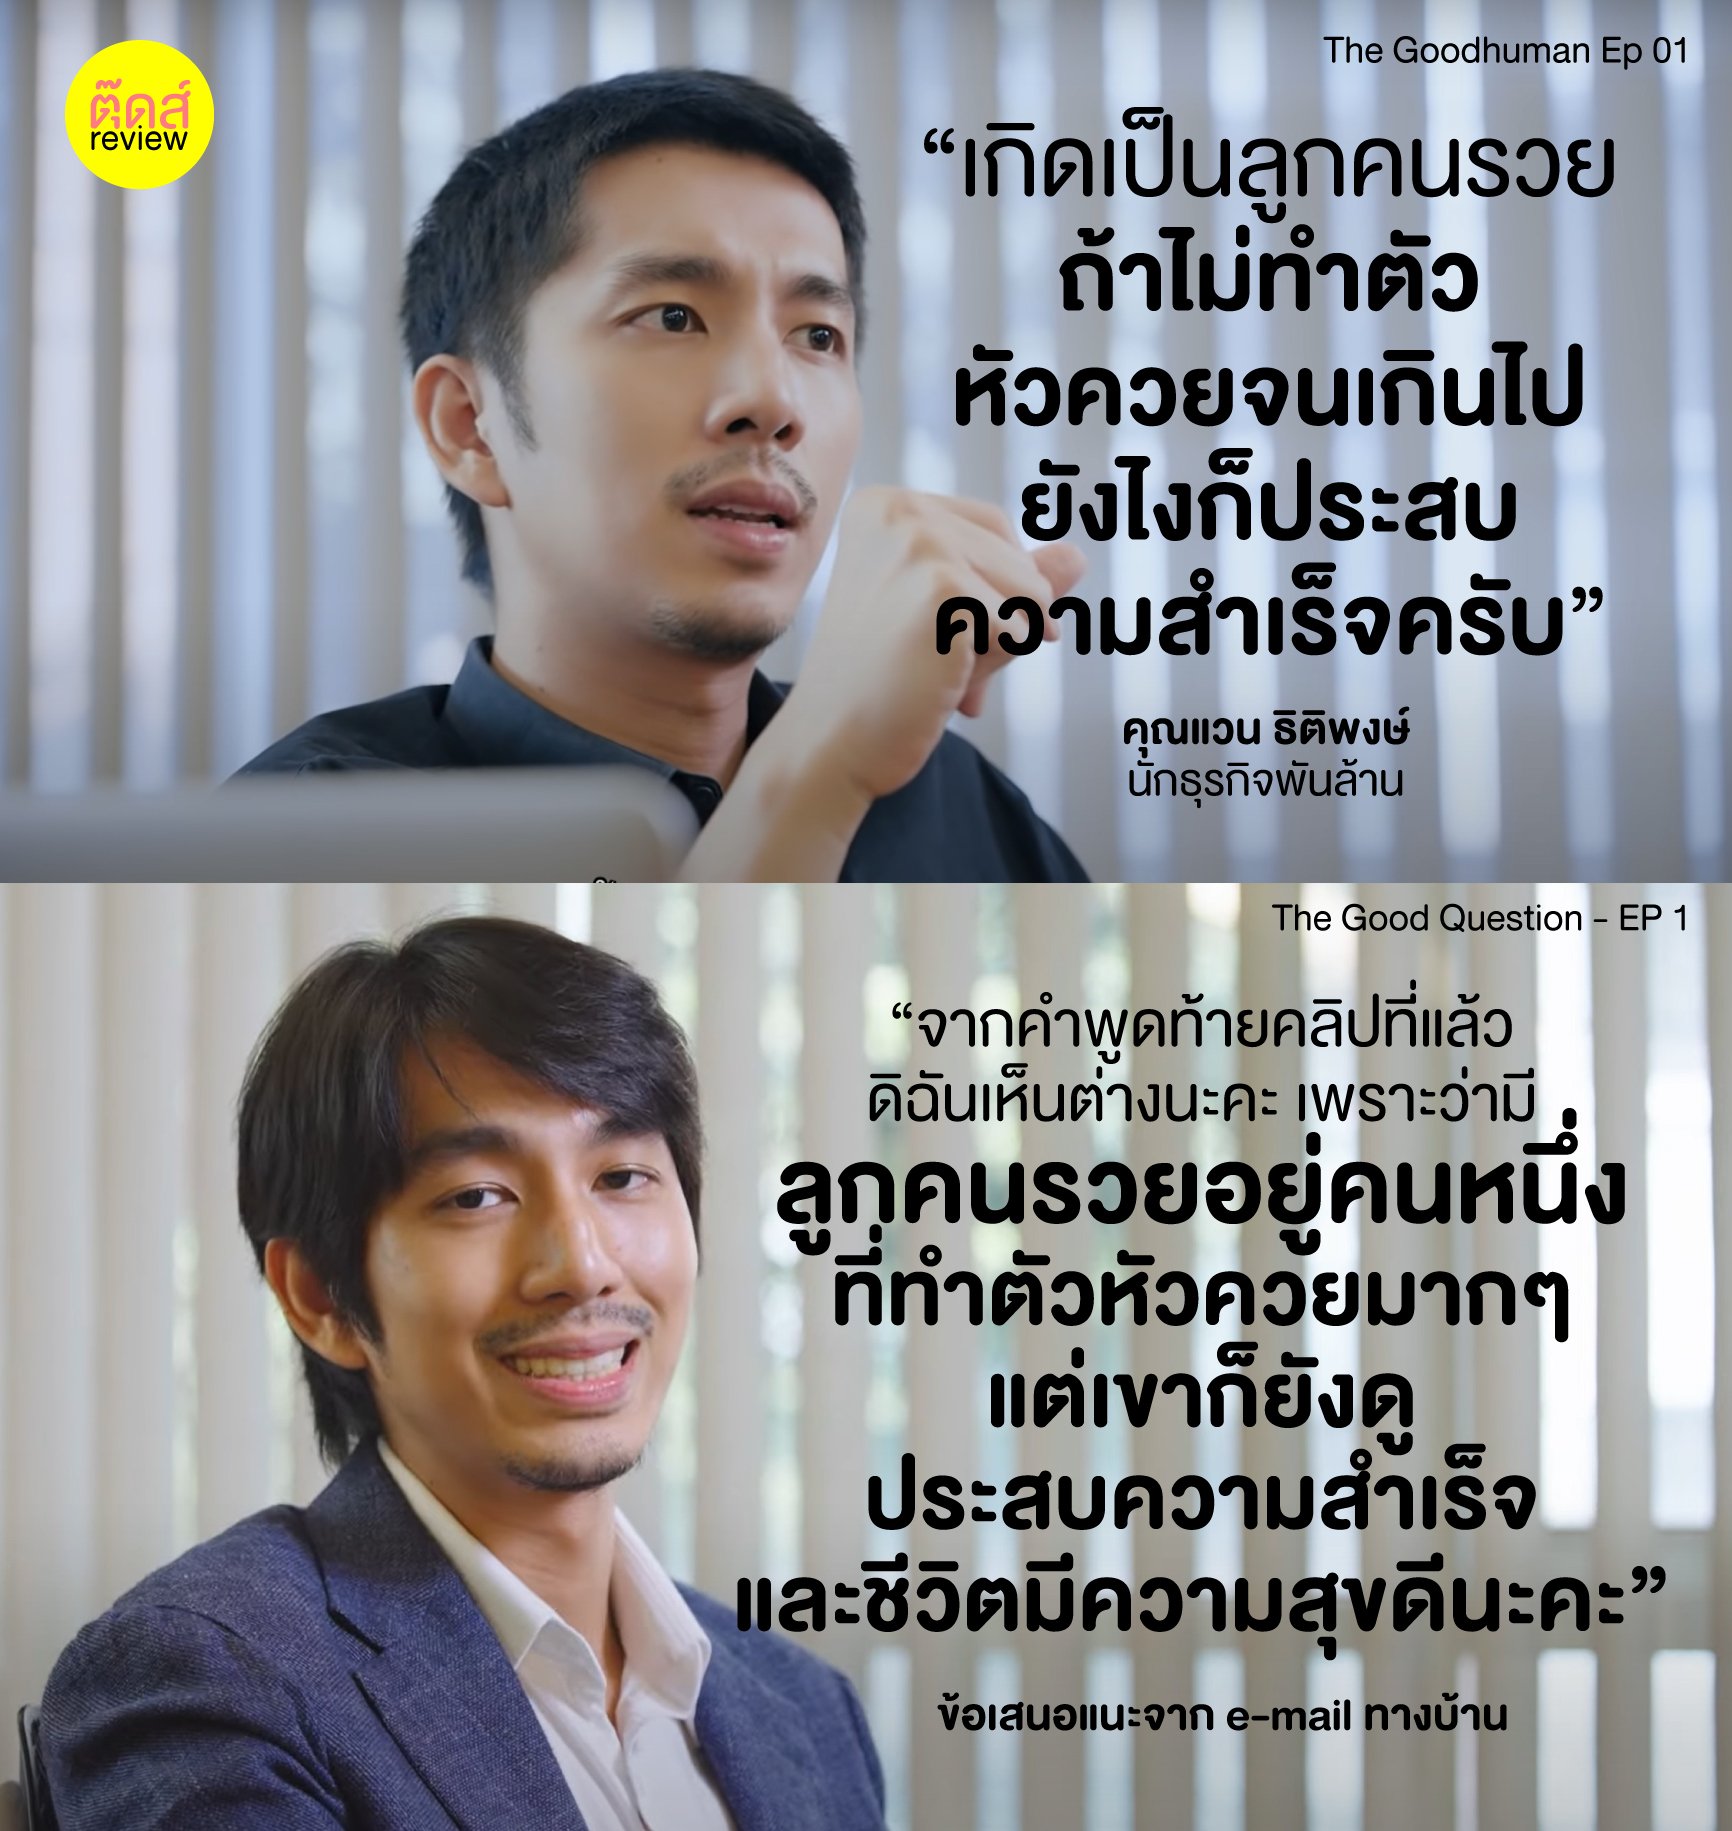 ตุ๊ดส์
review
The Goodhuman Ep 01
“เกิดเป็นลูกคนรวย
ถ้าไม่ทำตัว
หัวควยจนเกินไป
ยังไงก็ประสบ
ความสำเร็จครับ”
คุณแวน ธิติพงษ์
นักธุรกิจพันล้าน
The Good Question - EP 1
“จากคำพูดท้ายคลิปที่แล้ว
ดิฉันเห็นต่างนะคะ เพราะว่ามี
ลูกคนรวยอยู่คนหนึ่ง
ที่ทำตัวหัวควยมากๆ
แต่เขาก็ยังดู
ประสบความสำเร็จ
และชีวิตมีความสุขดีนะคะ”
ข้อเสนอแนะจาก e-mail ทางบ้าน